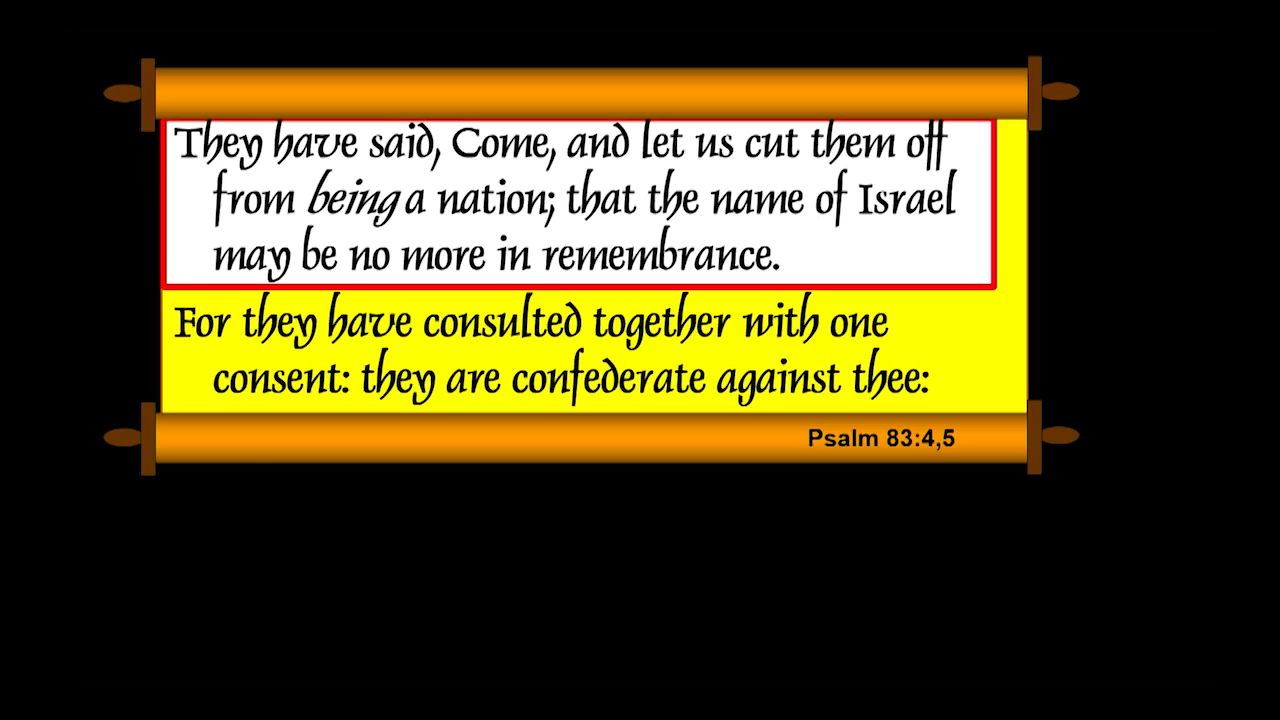 They have said, Come, and let us cut them off
from being a nation; that the name of Israel
may be no more in remembrance.
For they have consulted together with one
consent: they are confederate against thee:
Psalm 83:4,5